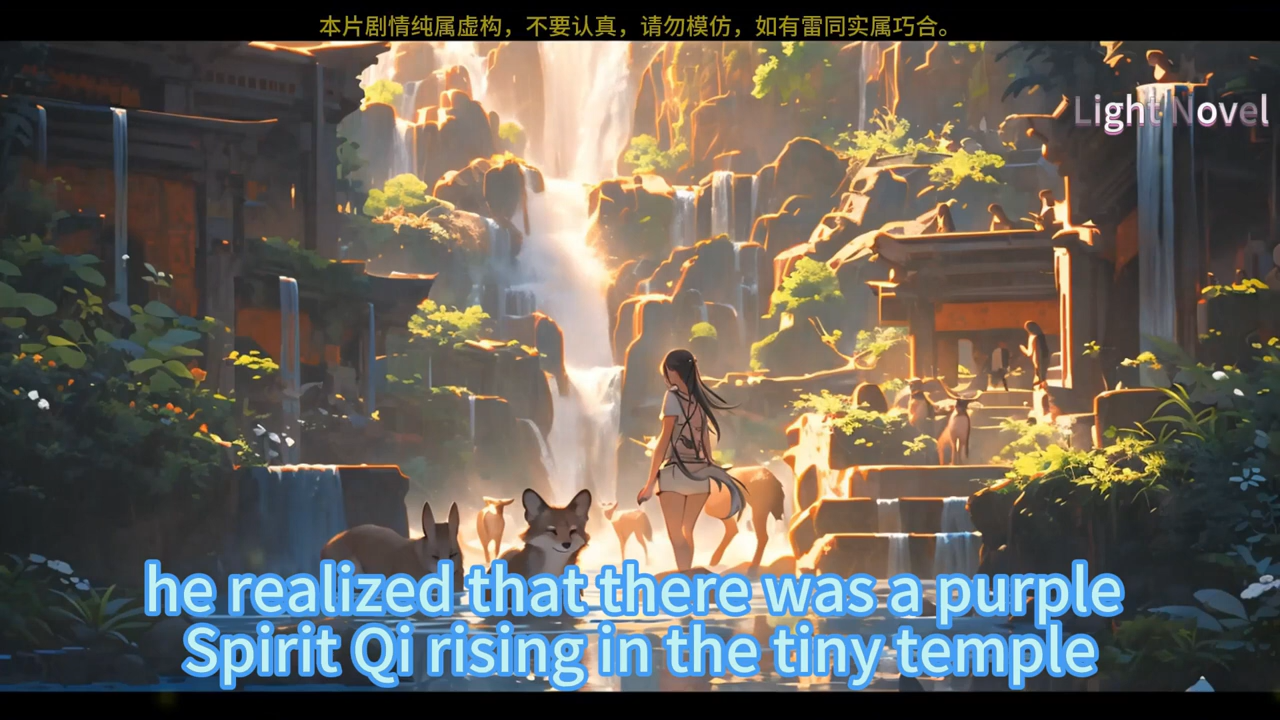 本片剧情纯属虚构，不要认真，请勿模仿，如有雷同实属巧合。
Light Novel
he realized that there was a purple
Spirit Qi rising in the tiny temple